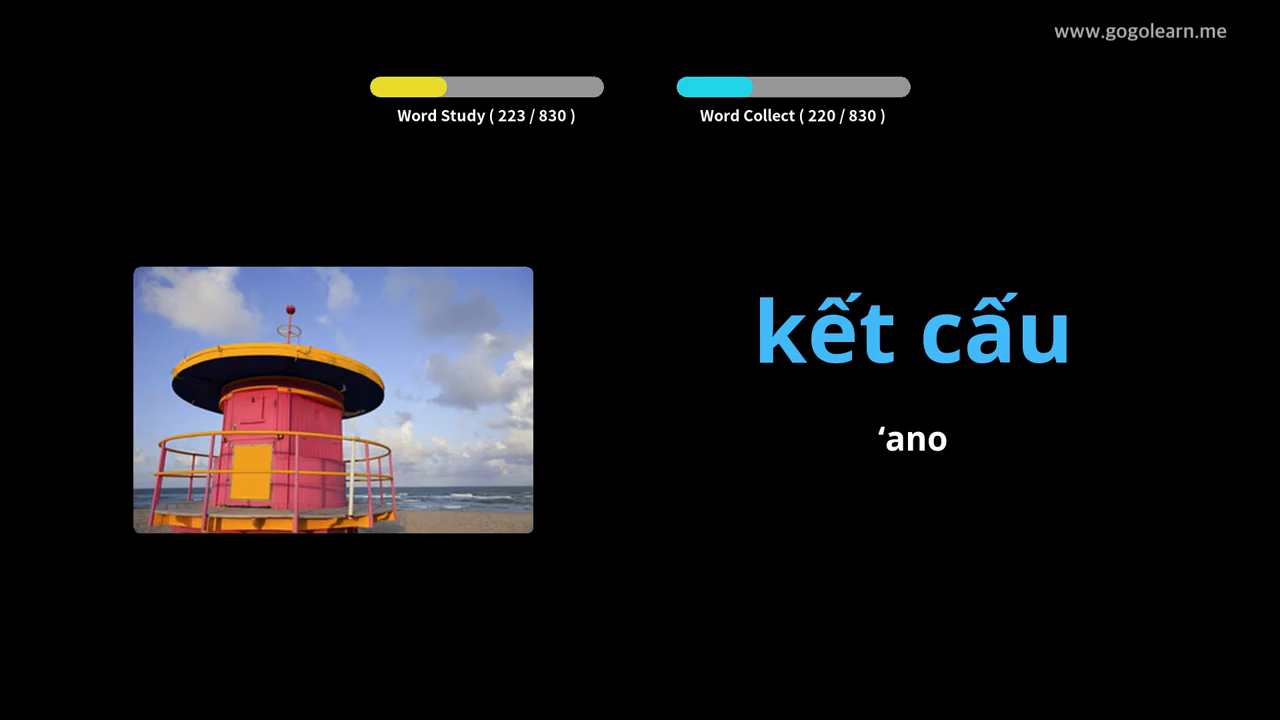 www.gogolearn.me
Word Study ( 223 / 830 )
Word Collect ( 220 / 830 )
kết cấu
‘ano